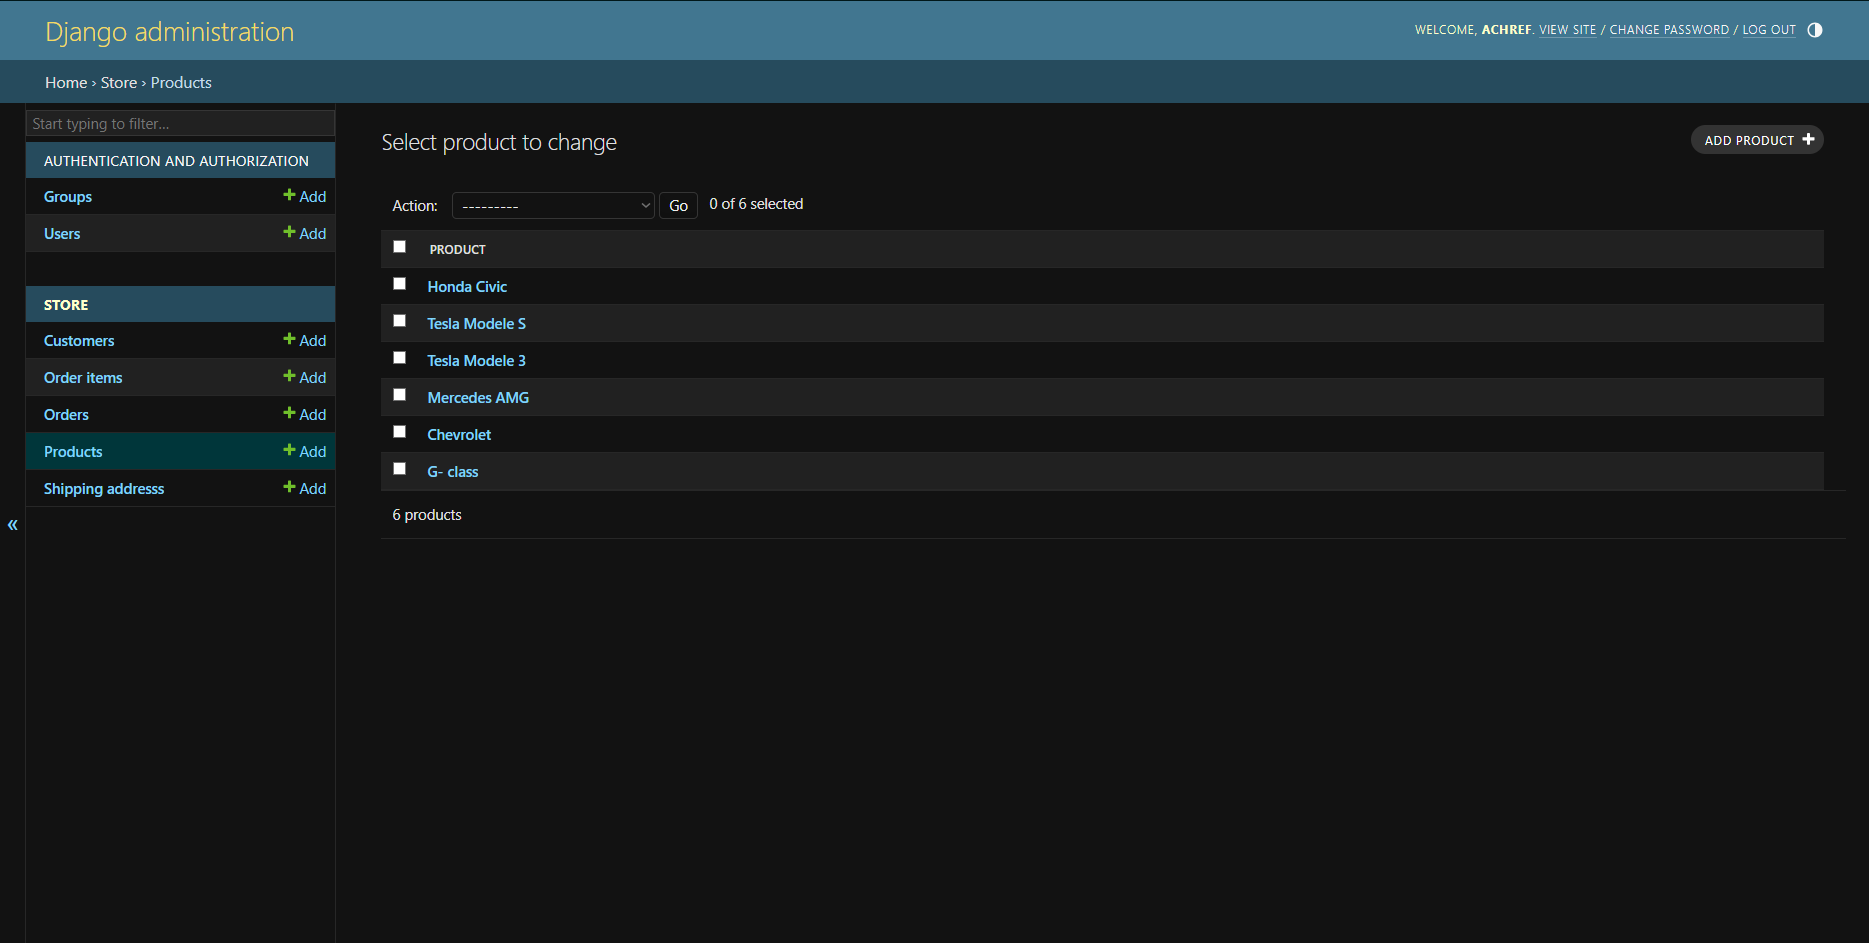 Django administration
WELCOME, ACHREF. VIEW SITE / CHANGE PASSWORD / LOG OUT
Home › Store › Products
Start typing to filter...
AUTHENTICATION AND AUTHORIZATION
Groups + Add
Users + Add
STORE
Customers + Add
Order items + Add
Orders + Add
Products + Add
Shipping addresss + Add
«
Select product to change
ADD PRODUCT +
Action: --------- Go 0 of 6 selected
PRODUCT
Honda Civic
Tesla Modele S
Tesla Modele 3
Mercedes AMG
Chevrolet
G- class
6 products